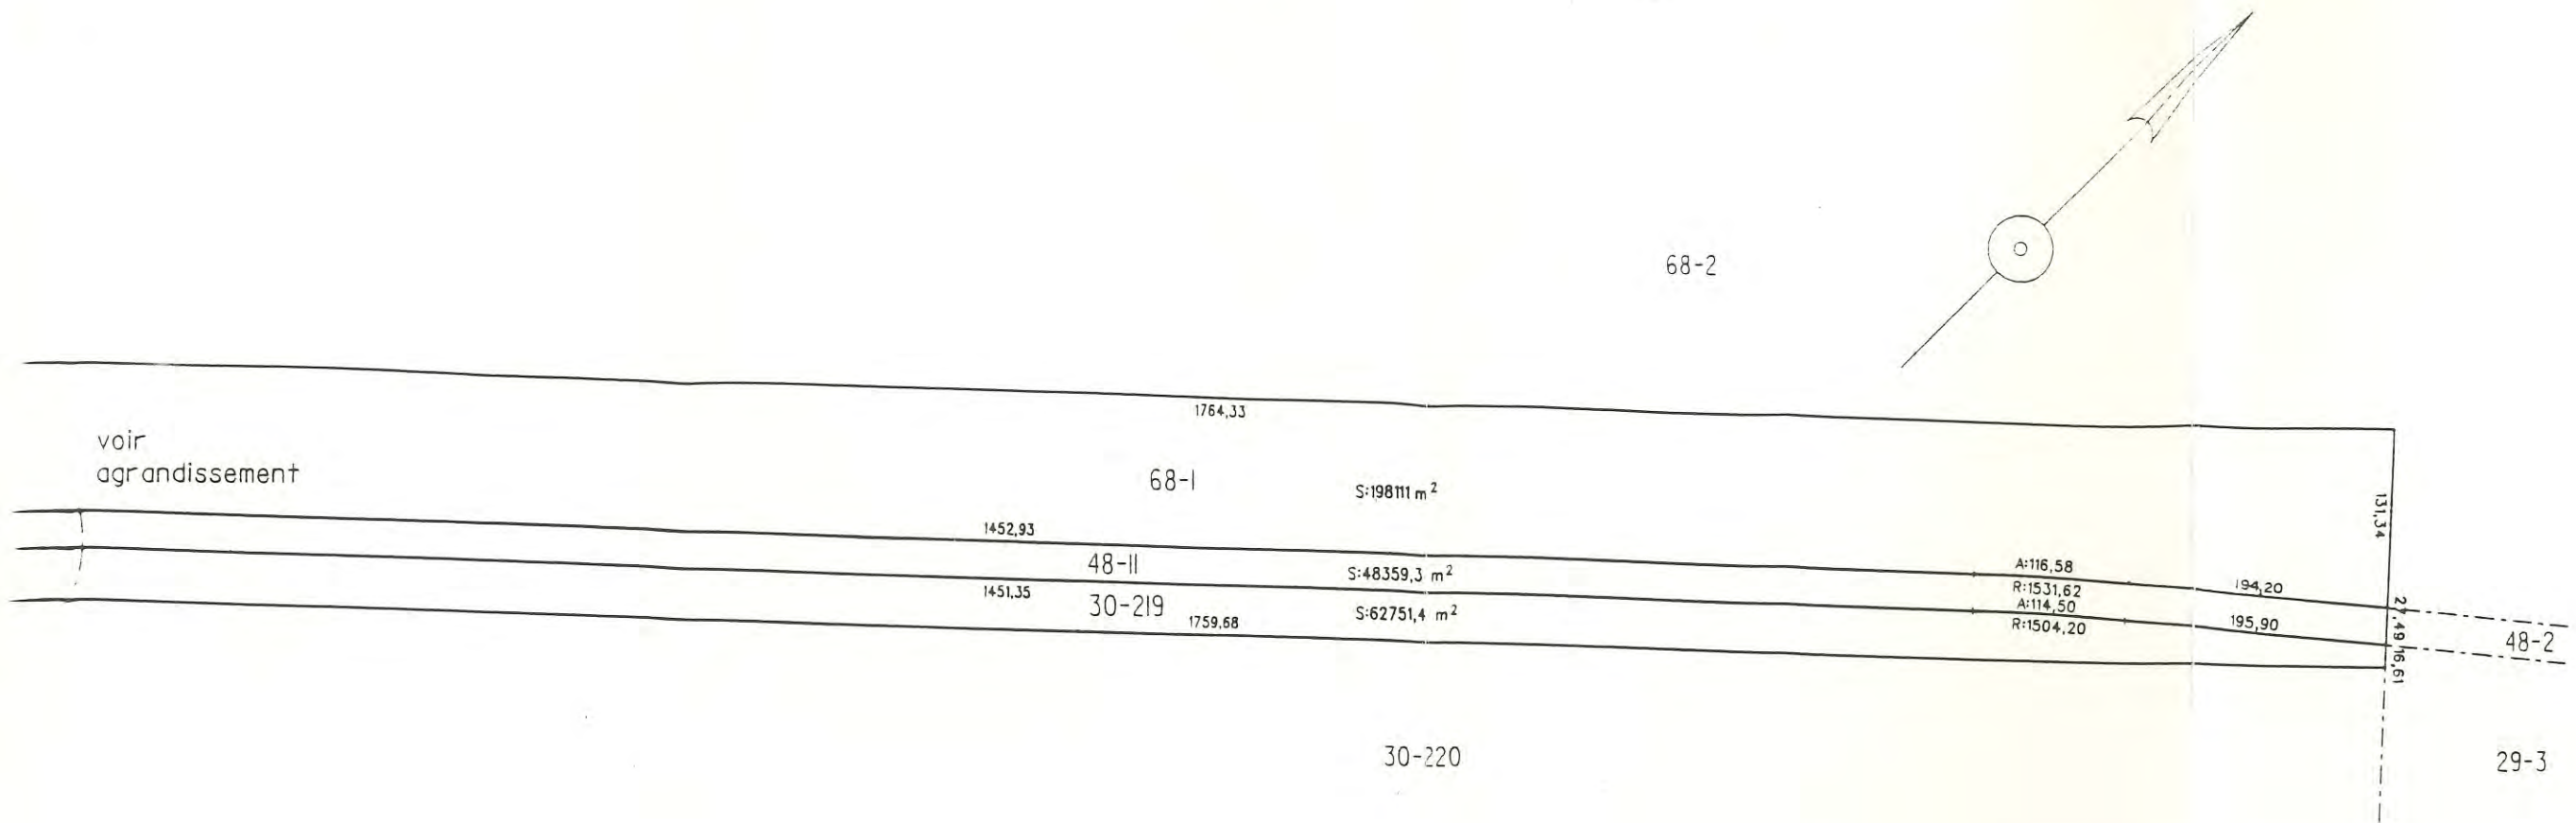 68-2
1764,33
voir
agrandissement
68-1
S:198111 m²
131,34
1452,93
48-11
S:48359,3 m²
A:116,58
R:1531,62
194,20
27,49
1451,35
30-219
1759,68
S:62751,4 m²
A:114,50
R:1504,20
195,90
16,61
48-2
30-220
29-3